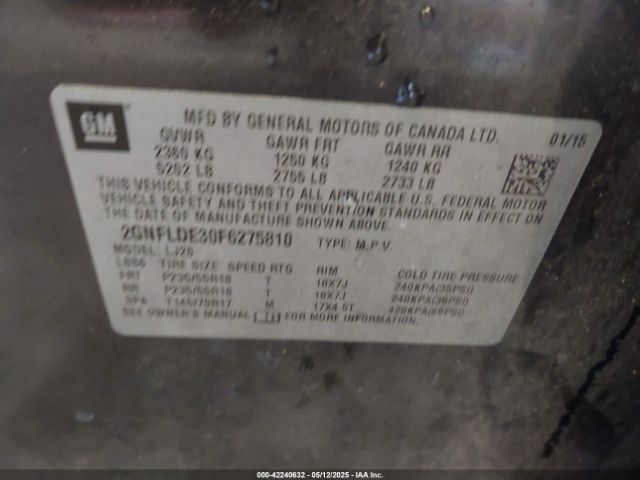 GM
MFD BY GENERAL MOTORS OF CANADA LTD. 01/15
GVWR GAWR FRT GAWR RR
2360 KG 1250 KG 1240 KG
5202 LB 2755 LB 2733 LB
THIS VEHICLE CONFORMS TO ALL APPLICABLE U.S. FEDERAL MOTOR
VEHICLE SAFETY AND THEFT PREVENTION STANDARDS IN EFFECT ON
THE DATE OF MANUFACTURE SHOWN ABOVE.
2GNFLDE30F6275810 TYPE: M.P.V.
MODEL: LJ26
TIRE SIZE SPEED RTG RIM COLD TIRE PRESSURE
FRT P235/55R18 T 18X7J 240KPA(35PSI)
RR P235/55R18 T 18X7J 240KPA(35PSI)
SPA T145/70R17 M 17X4.5T 420KPA(60PSI)
SEE OWNER'S MANUAL FOR MORE INFORMATION.
000-42240632 - 05/12/2025 - IAA Inc.